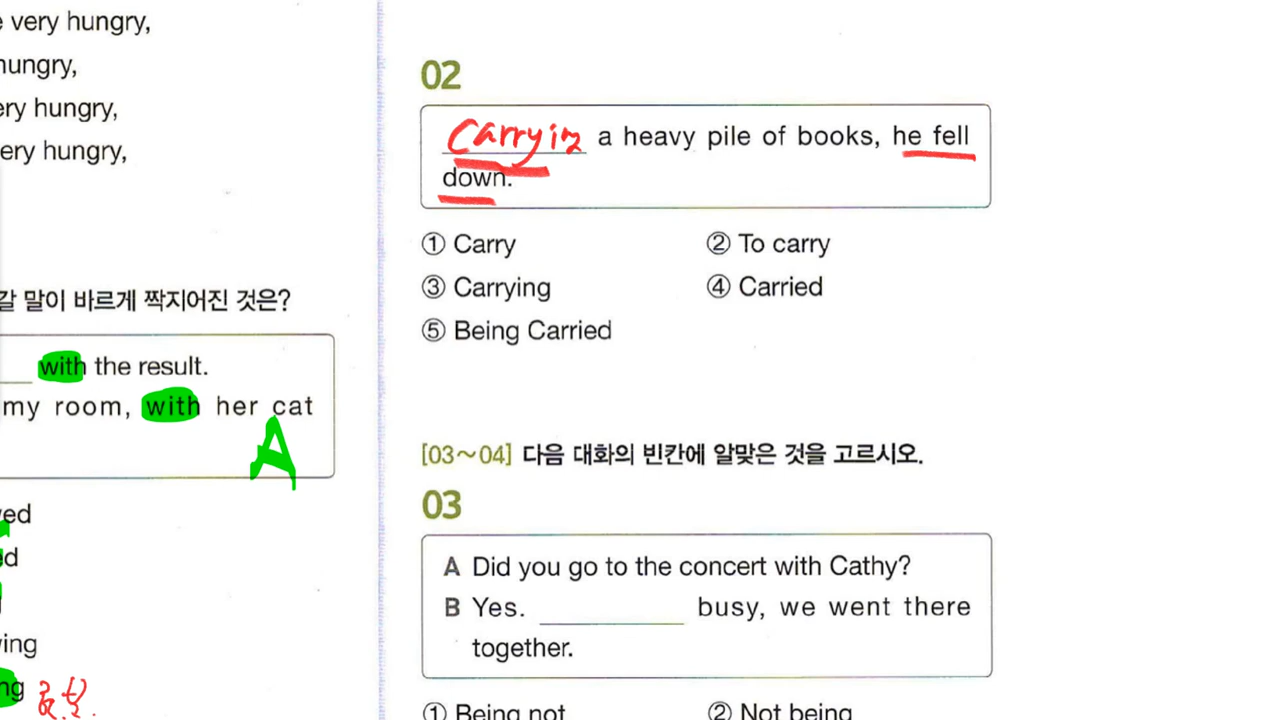 very hungry,
hungry,
ery hungry,
ery hungry,
갈 말이 바르게 짝지어진 것은?
with the result.
my room, with her cat
A
ed
ing
02
Carrying a heavy pile of books, he fell
down.
① Carry
② To carry
③ Carrying
④ Carried
⑤ Being Carried
[03~04] 다음 대화의 빈칸에 알맞은 것을 고르시오.
03
A Did you go to the concert with Cathy?
B Yes. busy, we went there
together.
① Being not
② Not being